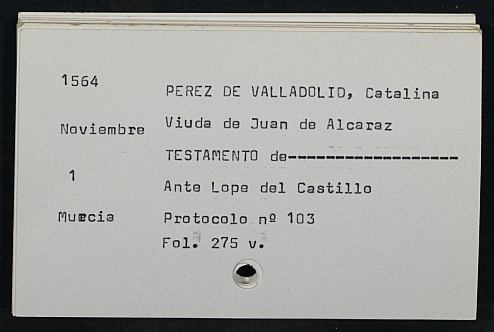 1564
PEREZ DE VALLADOLID, Catalina
Noviembre
Viuda de Juan de Alcaraz
TESTAMENTO de------------------
1
Ante Lope del Castillo
Murcia
Protocolo nº 103
Fol. 275 v.